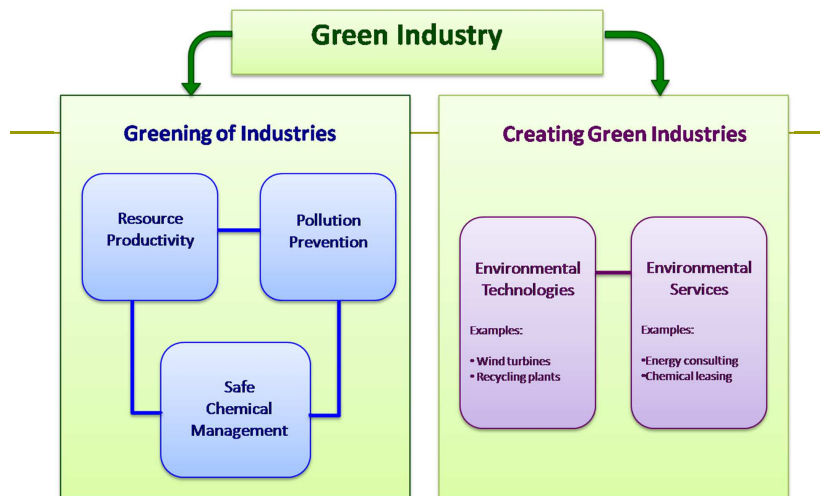 Green Industry
Greening of Industries
Resource
Productivity
Pollution
Prevention
Safe
Chemical
Management
Creating Green Industries
Environmental
Technologies
Examples:
• Wind turbines
• Recycling plants
Environmental
Services
Examples:
•Energy consulting
•Chemical leasing